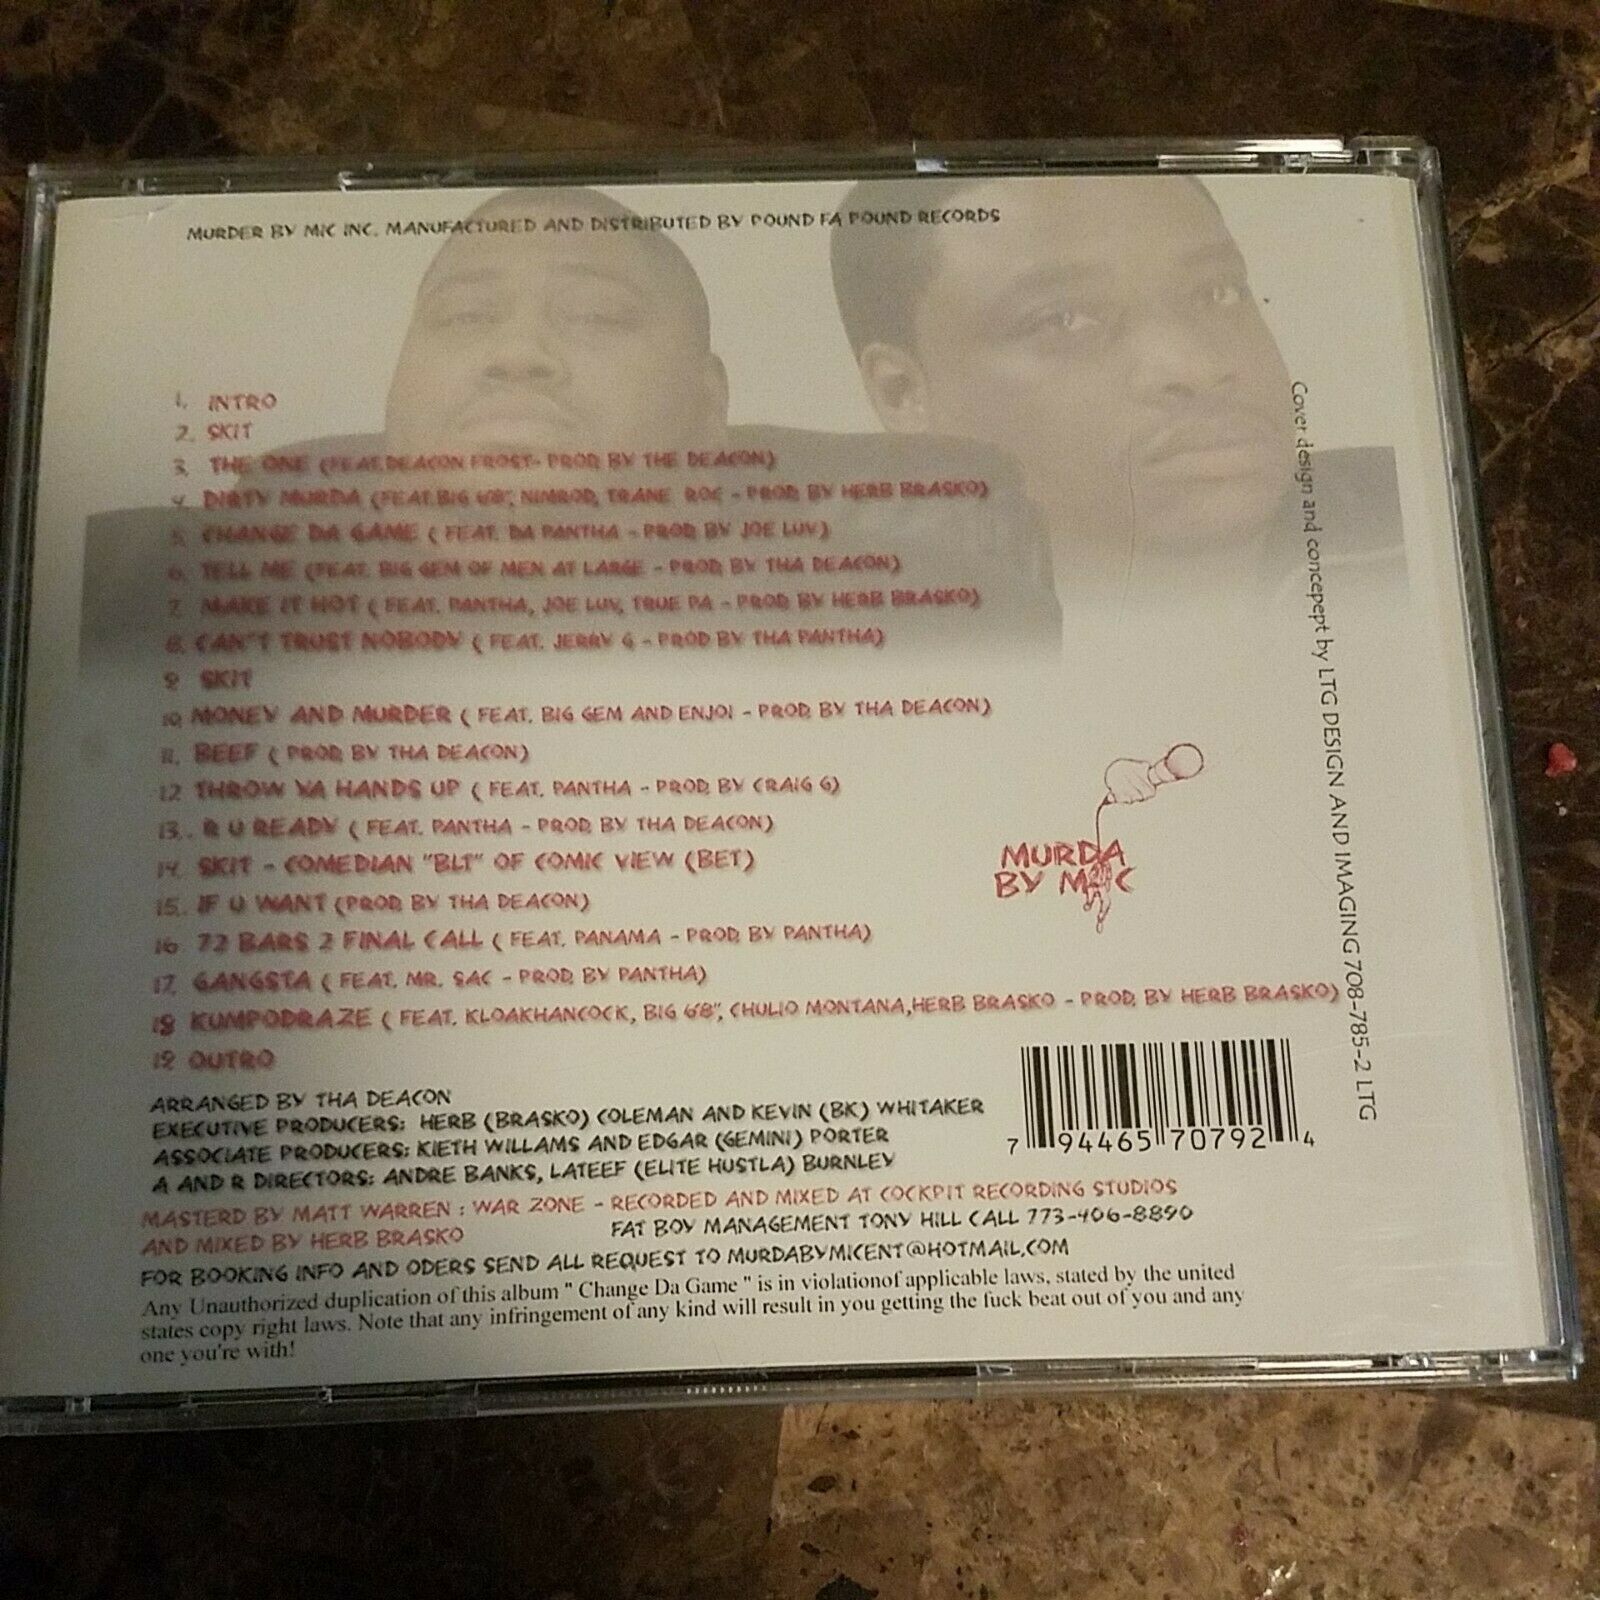 MURDER BY MIC INC. MANUFACTURED AND DISTRIBUTED BY POUND FA POUND RECORDS
1. INTRO
2. SKIT
3. THE ONE (FEAT.DEACON FROST- PROD. BY THE DEACON)
4. DIRTY MURDA (FEAT.BIG 6'8", NIMROD, TRANE ROC - PROD. BY HERB BRASKO)
5. CHANGE DA GAME ( FEAT. DA PANTHA - PROD BY JOE LUV)
6. TELL ME (FEAT. BIG GEM OF MEN AT LARGE - PROD. BY THA DEACON)
7. MAKE IT HOT ( FEAT. PANTHA, JOE LUV, TRUE PA - PROD BY HERB BRASKO)
8. CAN'T TRUST NOBODY ( FEAT. JERRY G - PROD BY THA PANTHA)
9 SKIT
10. MONEY AND MURDER ( FEAT. BIG GEM AND ENJOI - PROD. BY THA DEACON)
11. BEEF ( PROD. BY THA DEACON)
12 THROW YA HANDS UP ( FEAT. PANTHA - PROD. BY CRAIG G)
13.. R U READY ( FEAT. PANTHA - PROD. BY THA DEACON)
14. SKIT - COMEDIAN "BLT" OF COMIC VIEW (BET)
15.. IF U WANT (PROD. BY THA DEACON)
16. 72 BARS 2 FINAL CALL ( FEAT. PANAMA - PROD. BY PANTHA)
17. GANGSTA ( FEAT. MR. SAC - PROD. BY PANTHA)
18 KUMPODRAZE ( FEAT. KLOAKHANCOCK, BIG 6'8", CHULIO MONTANA,HERB BRASKO - PROD. BY HERB BRASKO)
19 OUTRO
MURDA
BY MIC
ARRANGED BY THA DEACON
EXECUTIVE PRODUCERS: HERB (BRASKO) COLEMAN AND KEVIN (BK) WHITAKER
ASSOCIATE PRODUCERS: KIETH WILLAMS AND EDGAR (GEMINI) PORTER
A AND R DIRECTORS: ANDRE BANKS, LATEEF (ELITE HUSTLA) BURNLEY
MASTERD BY MATT WARREN : WAR ZONE - RECORDED AND MIXED AT COCKPIT RECORDING STUDIOS
AND MIXED BY HERB BRASKO
FAT BOY MANAGEMENT TONY HILL CALL 773-406-8890
FOR BOOKING INFO AND ODERS SEND ALL REQUEST TO MURDABYMICENT@HOTMAIL.COM
Any Unauthorized duplication of this album " Change Da Game " is in violationof applicable laws, stated by the united
states copy right laws. Note that any infringement of any kind will result in you getting the fuck beat out of you and any
one you're with!
7 94465 70792 4
Cover design and concepept by LTG DESIGN AND IMAGING 708-785-2 LTG